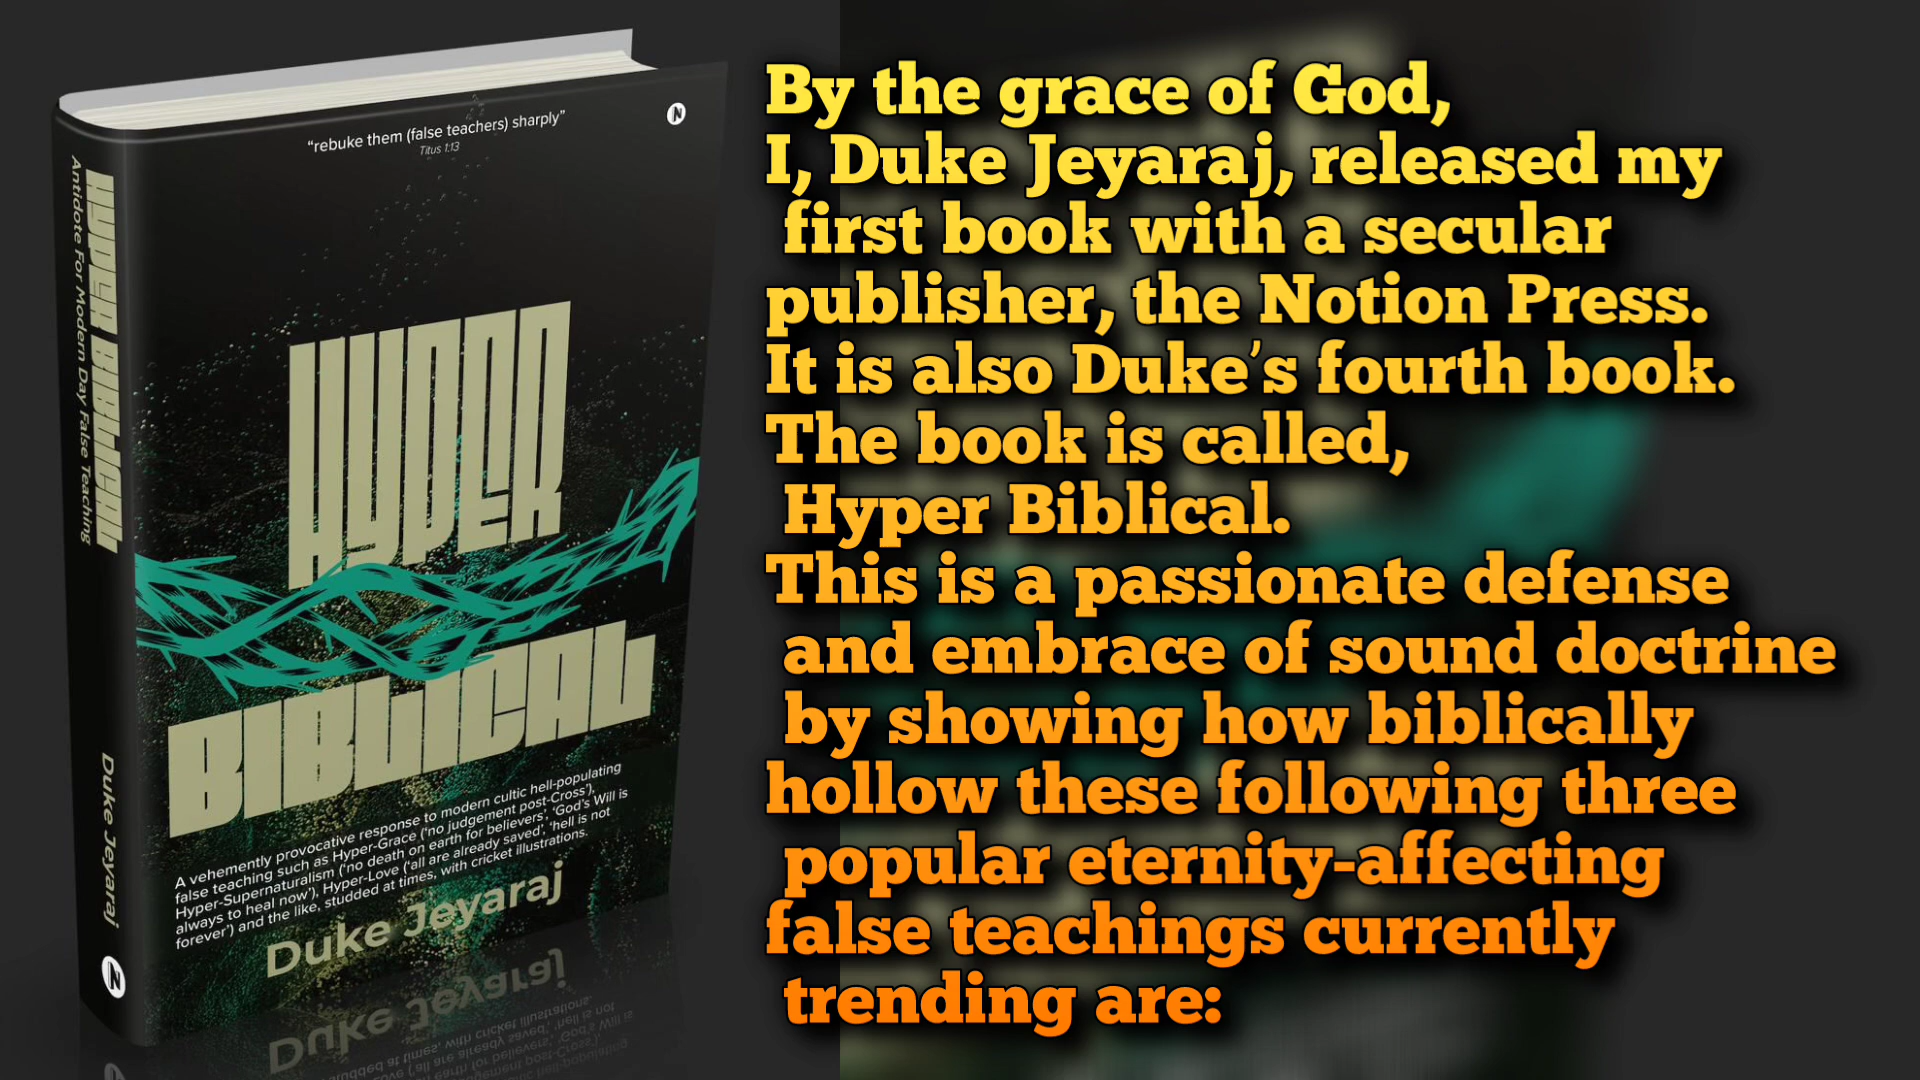 "rebuke them (false teachers) sharply"
Titus 1:13
HYPER
BIBLICAL
A vehemently provocative response to modern cultic hell-populating
false teaching such as Hyper-Grace ('no judgement post-Cross'),
Hyper-Supernaturalism ('no death on earth for believers', 'God's Will is
always to heal now'), Hyper-Love ('all are already saved', 'hell is not
forever') and the like, studded at times, with cricket illustrations.
Duke Jeyaraj
HYPER BIBLICAL
Antidote For Modern Day False Teaching
Duke Jeyaraj
By the grace of God,
I, Duke Jeyaraj, released my
first book with a secular
publisher, the Notion Press.
It is also Duke's fourth book.
The book is called,
Hyper Biblical.
This is a passionate defense
and embrace of sound doctrine
by showing how biblically
hollow these following three
popular eternity-affecting
false teachings currently
trending are: